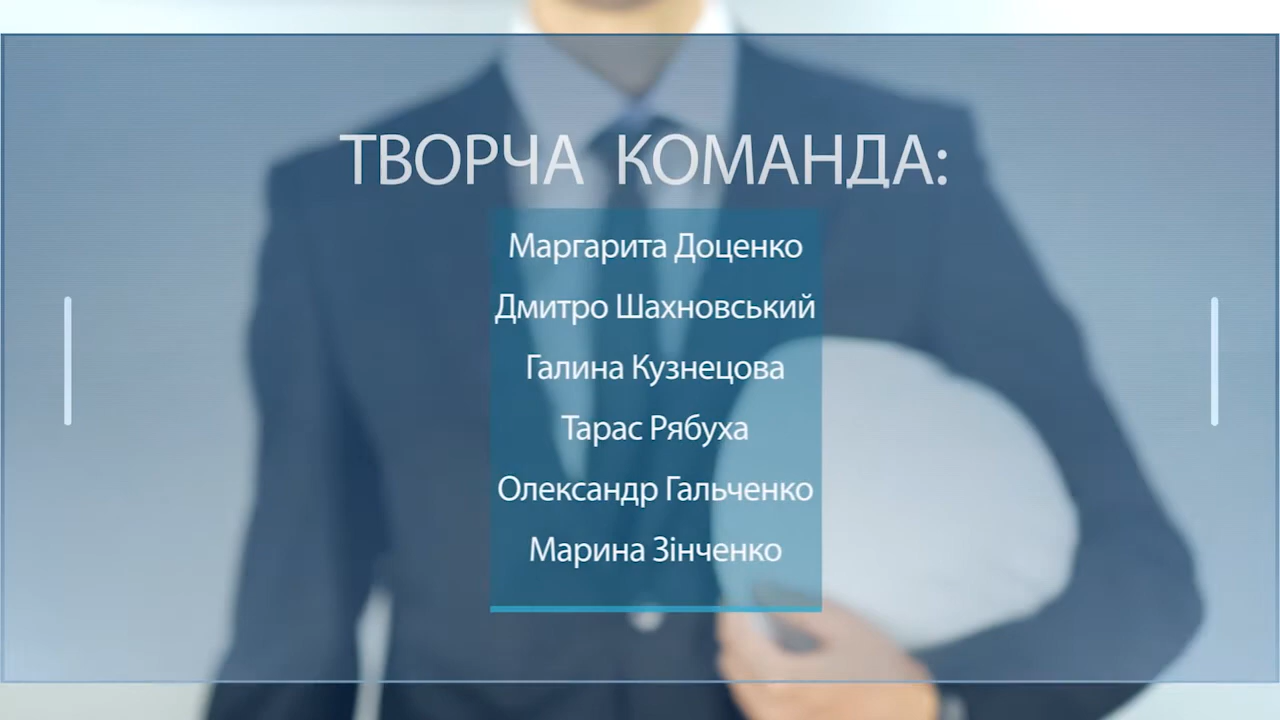 ТВОРЧА КОМАНДА:
Маргарита Доценко
Дмитро Шахновський
Галина Кузнецова
Тарас Рябуха
Олександр Гальченко
Марина Зінченко